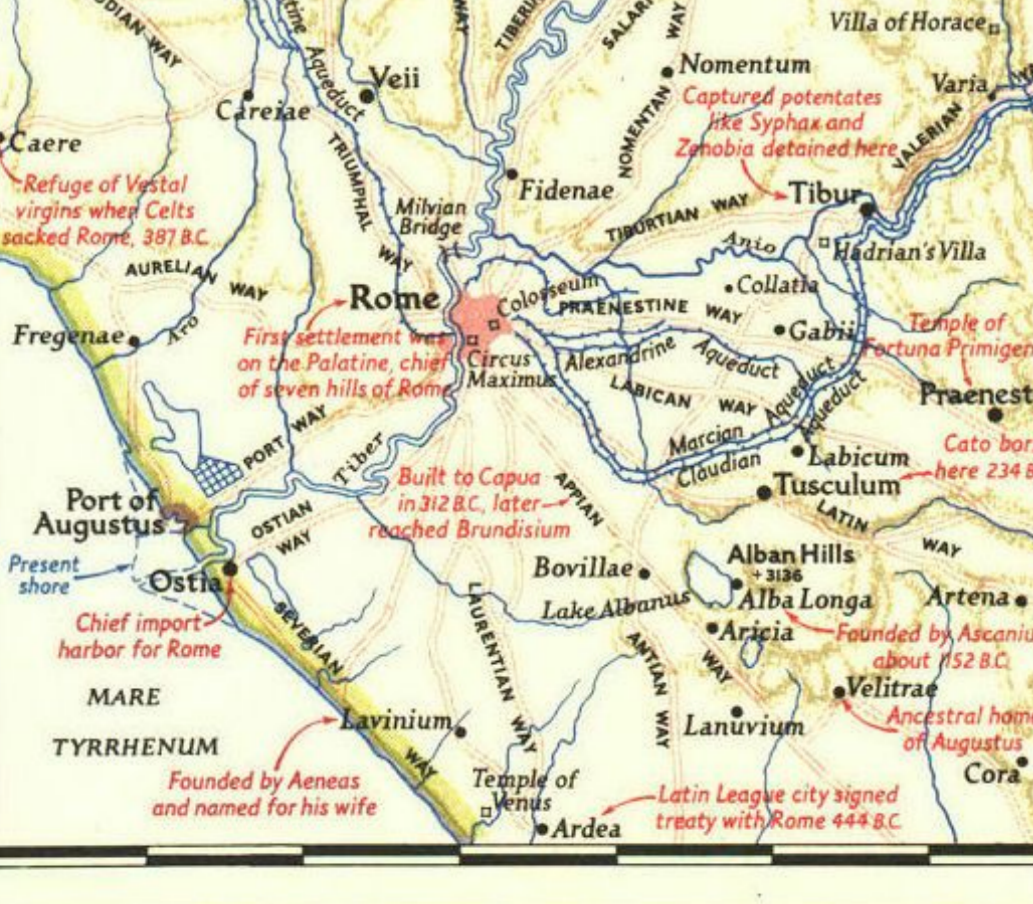 WAY
TIBERI
SALARI
WAY
Villa of Horace
Aqueduct
Veii
Nomentum
Varia
Careiae
Captured potentates
like Syphax and
Zenobia detained here
NOMENTAN
VALERIAN
Caere
TRIUMPHAL
WAY
Refuge of Vestal
virgins when Celts
sacked Rome, 387 B.C.
Fidenae
Milvian
Bridge
TIBURTIAN WAY
Tibur
Anio
Hadrian's Villa
AURELIAN WAY
Rome
Colosseum
Collatia
PRAENESTINE WAY
Fregenae
Aro
Gabii
First settlement was
on the Palatine, chief
of seven hills of Rome
Circus
Maximus
Alexandrine Aqueduct
Temple of
Fortuna Primigen
LABICAN WAY
Aqueduct
Aqueduct
Praenest
PORT WAY
Tiber
Marcian
Claudian
Labicum
Cato bor
here 234 B
Built to Capua
in 312 B.C., later
reached Brundisium
APPIAN
Tusculum
Port of
Augustus
OSTIAN
WAY
LATIN
WAY
Present
shore
Ostia
Bovillae
Alban Hills
+3136
Lake Albanus
Alba Longa
Artena
Chief import
harbor for Rome
SEVERIAN
LAURENTIAN WAY
ANTIAN WAY
Aricia
WAY
Founded by Ascaniu
about 1152 B.C.
MARE
TYRRHENUM
Velitrae
Lavinium
Lanuvium
Ancestral home
of Augustus
WAY
Cora
Founded by Aeneas
and named for his wife
Temple of
Venus
Latin League city signed
treaty with Rome 444 B.C.
Ardea